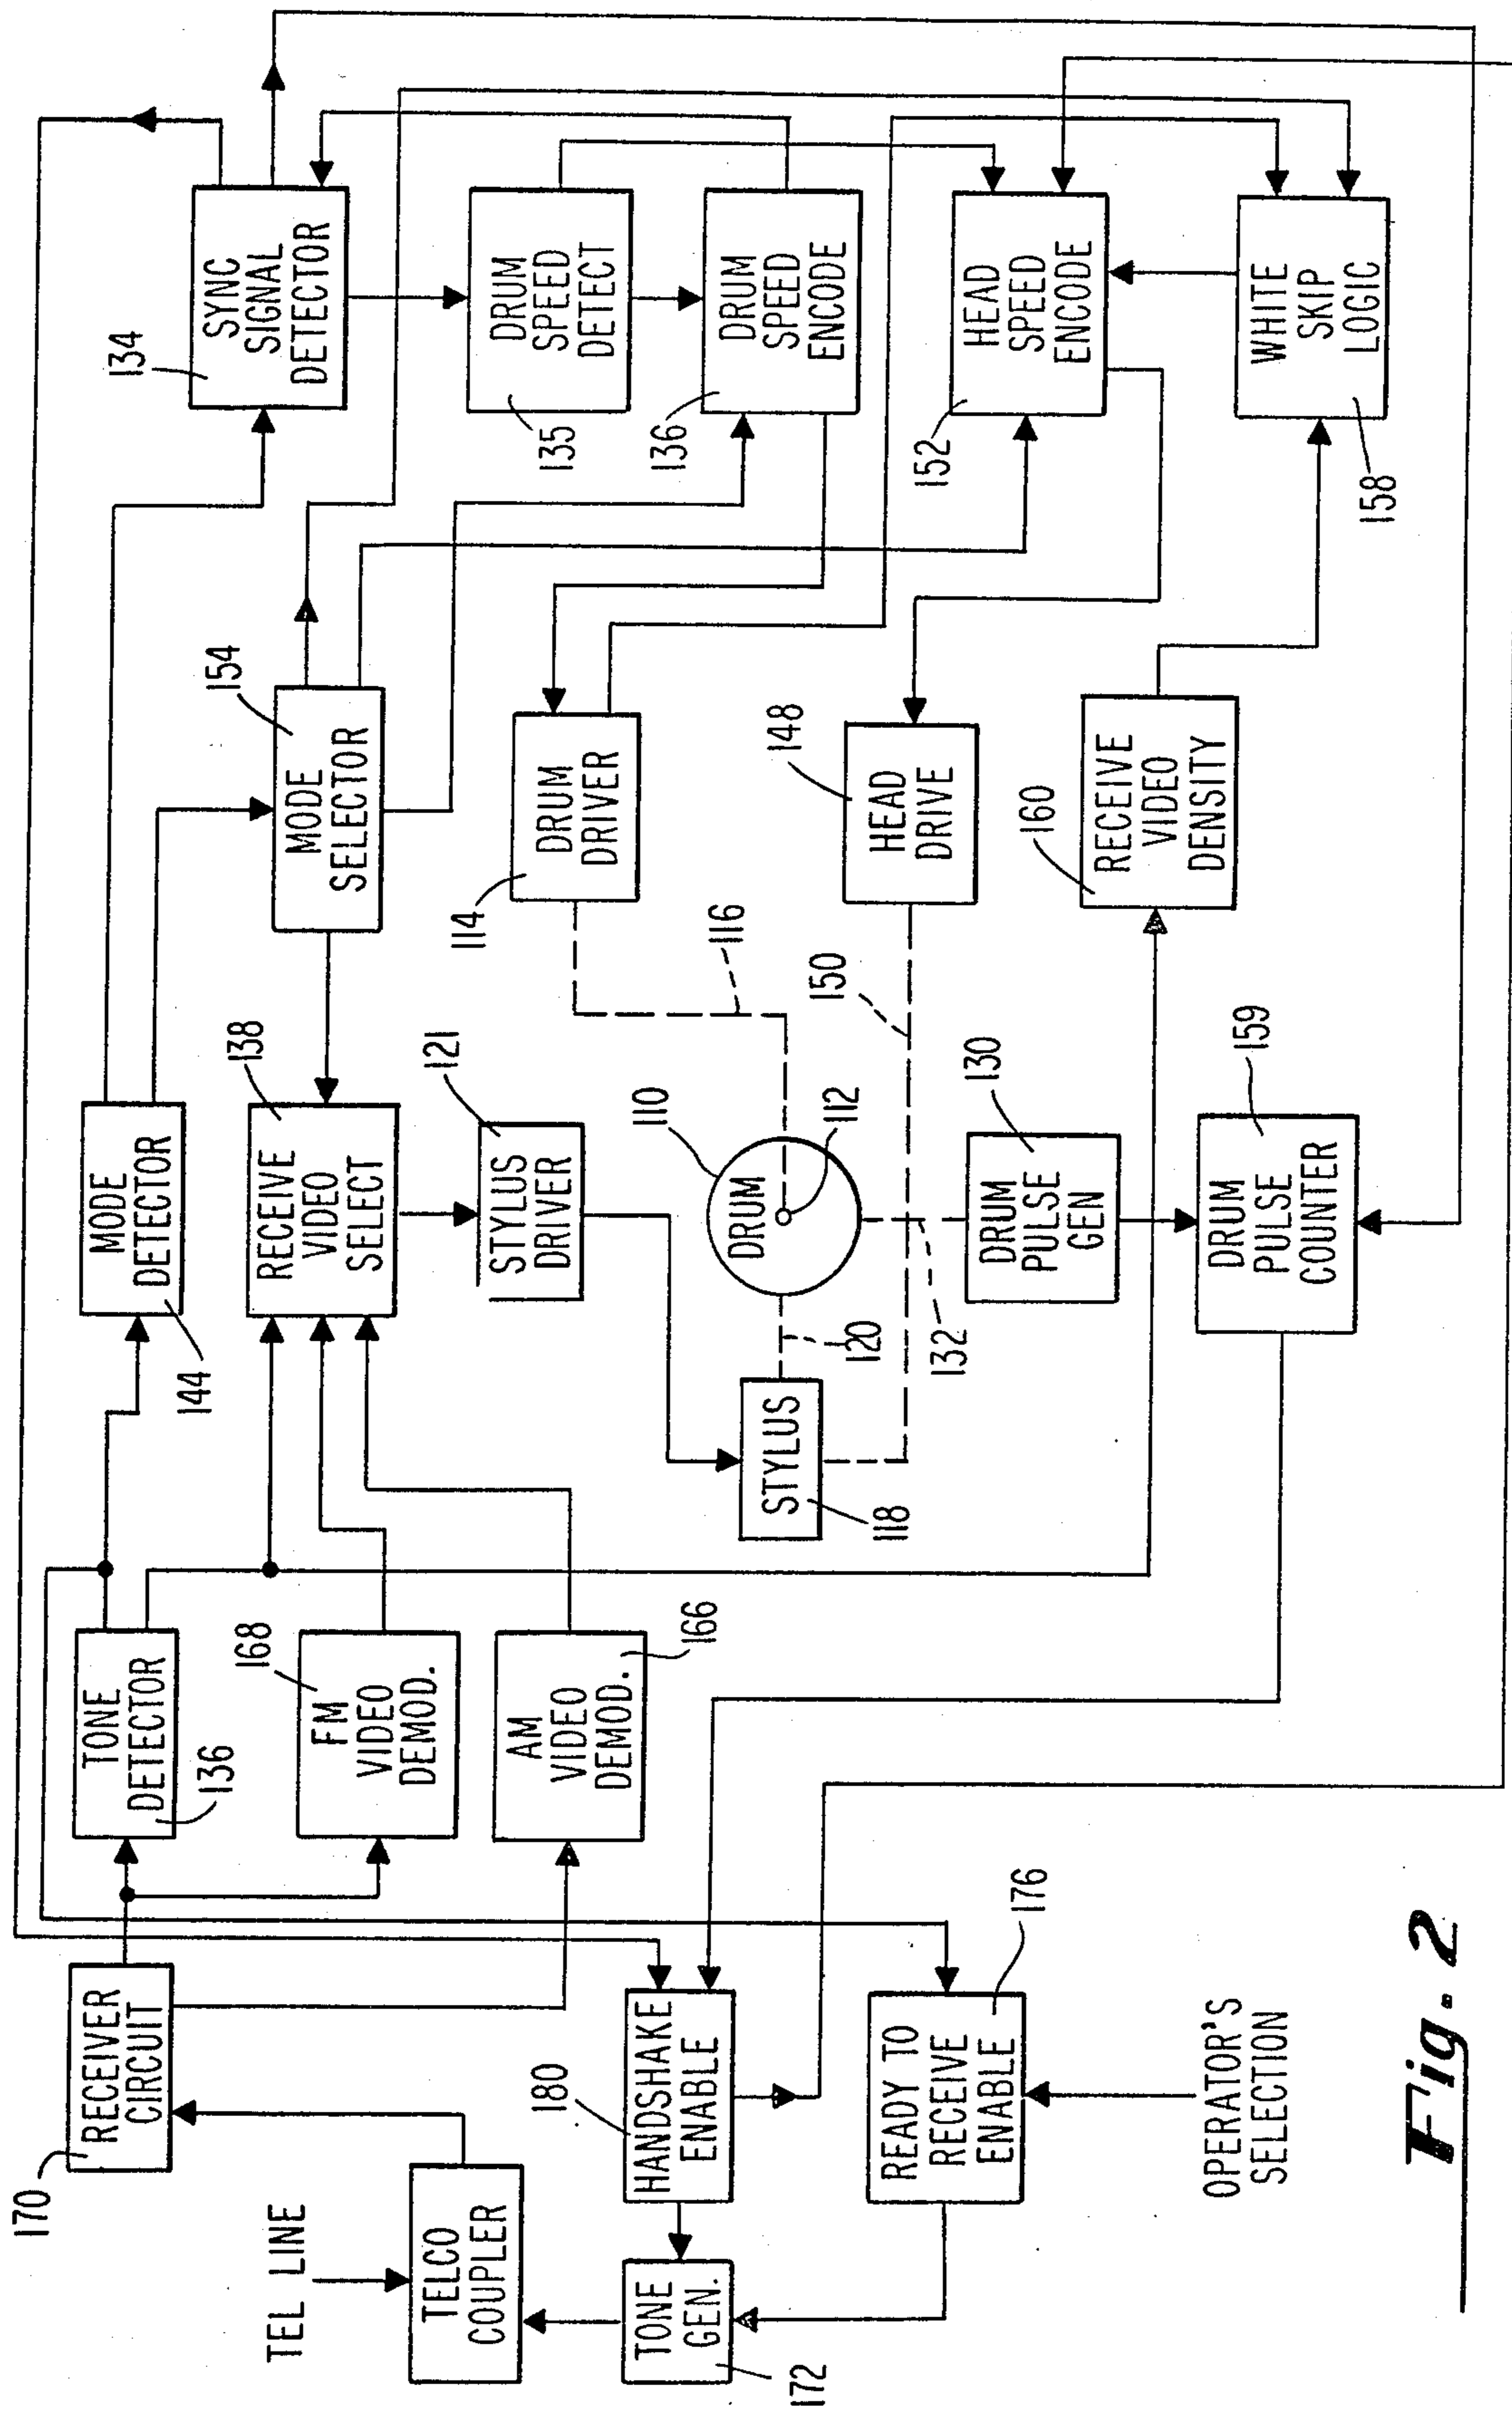 170
RECEIVER
CIRCUIT
TEL LINE
TELCO
COUPLER
TONE
GEN.
172
180
HANDSHAKE
ENABLE
READY TO
RECEIVE
ENABLE
176
OPERATOR'S
SELECTION
TONE
DETECTOR
136
168
FM
VIDEO
DEMOD.
AM
VIDEO
DEMOD.
166
MODE
DETECTOR
144
138
RECEIVE
VIDEO
SELECT
121
STYLUS
DRIVER
STYLUS
118
120
110
DRUM
112
132
130
DRUM
PULSE
GEN
159
DRUM
PULSE
COUNTER
154
MODE
SELECTOR
DRUM
DRIVER
114
116
148
HEAD
DRIVE
150
160
RECEIVE
VIDEO
DENSITY
134
SYNC
SIGNAL
DETECTOR
DRUM
SPEED
DETECT
135
DRUM
SPEED
ENCODE
136
HEAD
SPEED
ENCODE
152
WHITE
SKIP
LOGIC
158
Fig. 2